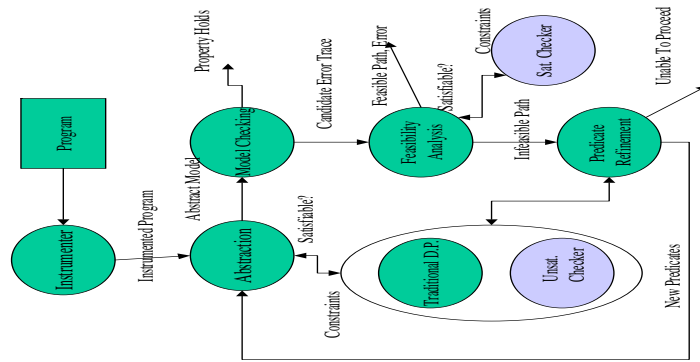 Program
Instrumenter
Instrumented Program
Abstraction
Abstract Model
Model Checking
Property Holds
Candidate Error Trace
Feasibility
Analysis
Feasible Path, Error
Satisfiable?
Constraints
Sat. Checker
Infeasible Path
Predicate
Refinement
Unable To Proceed
New Predicates
Satisfiable?
Constraints
Traditional D.P.
Unsat.
Checker